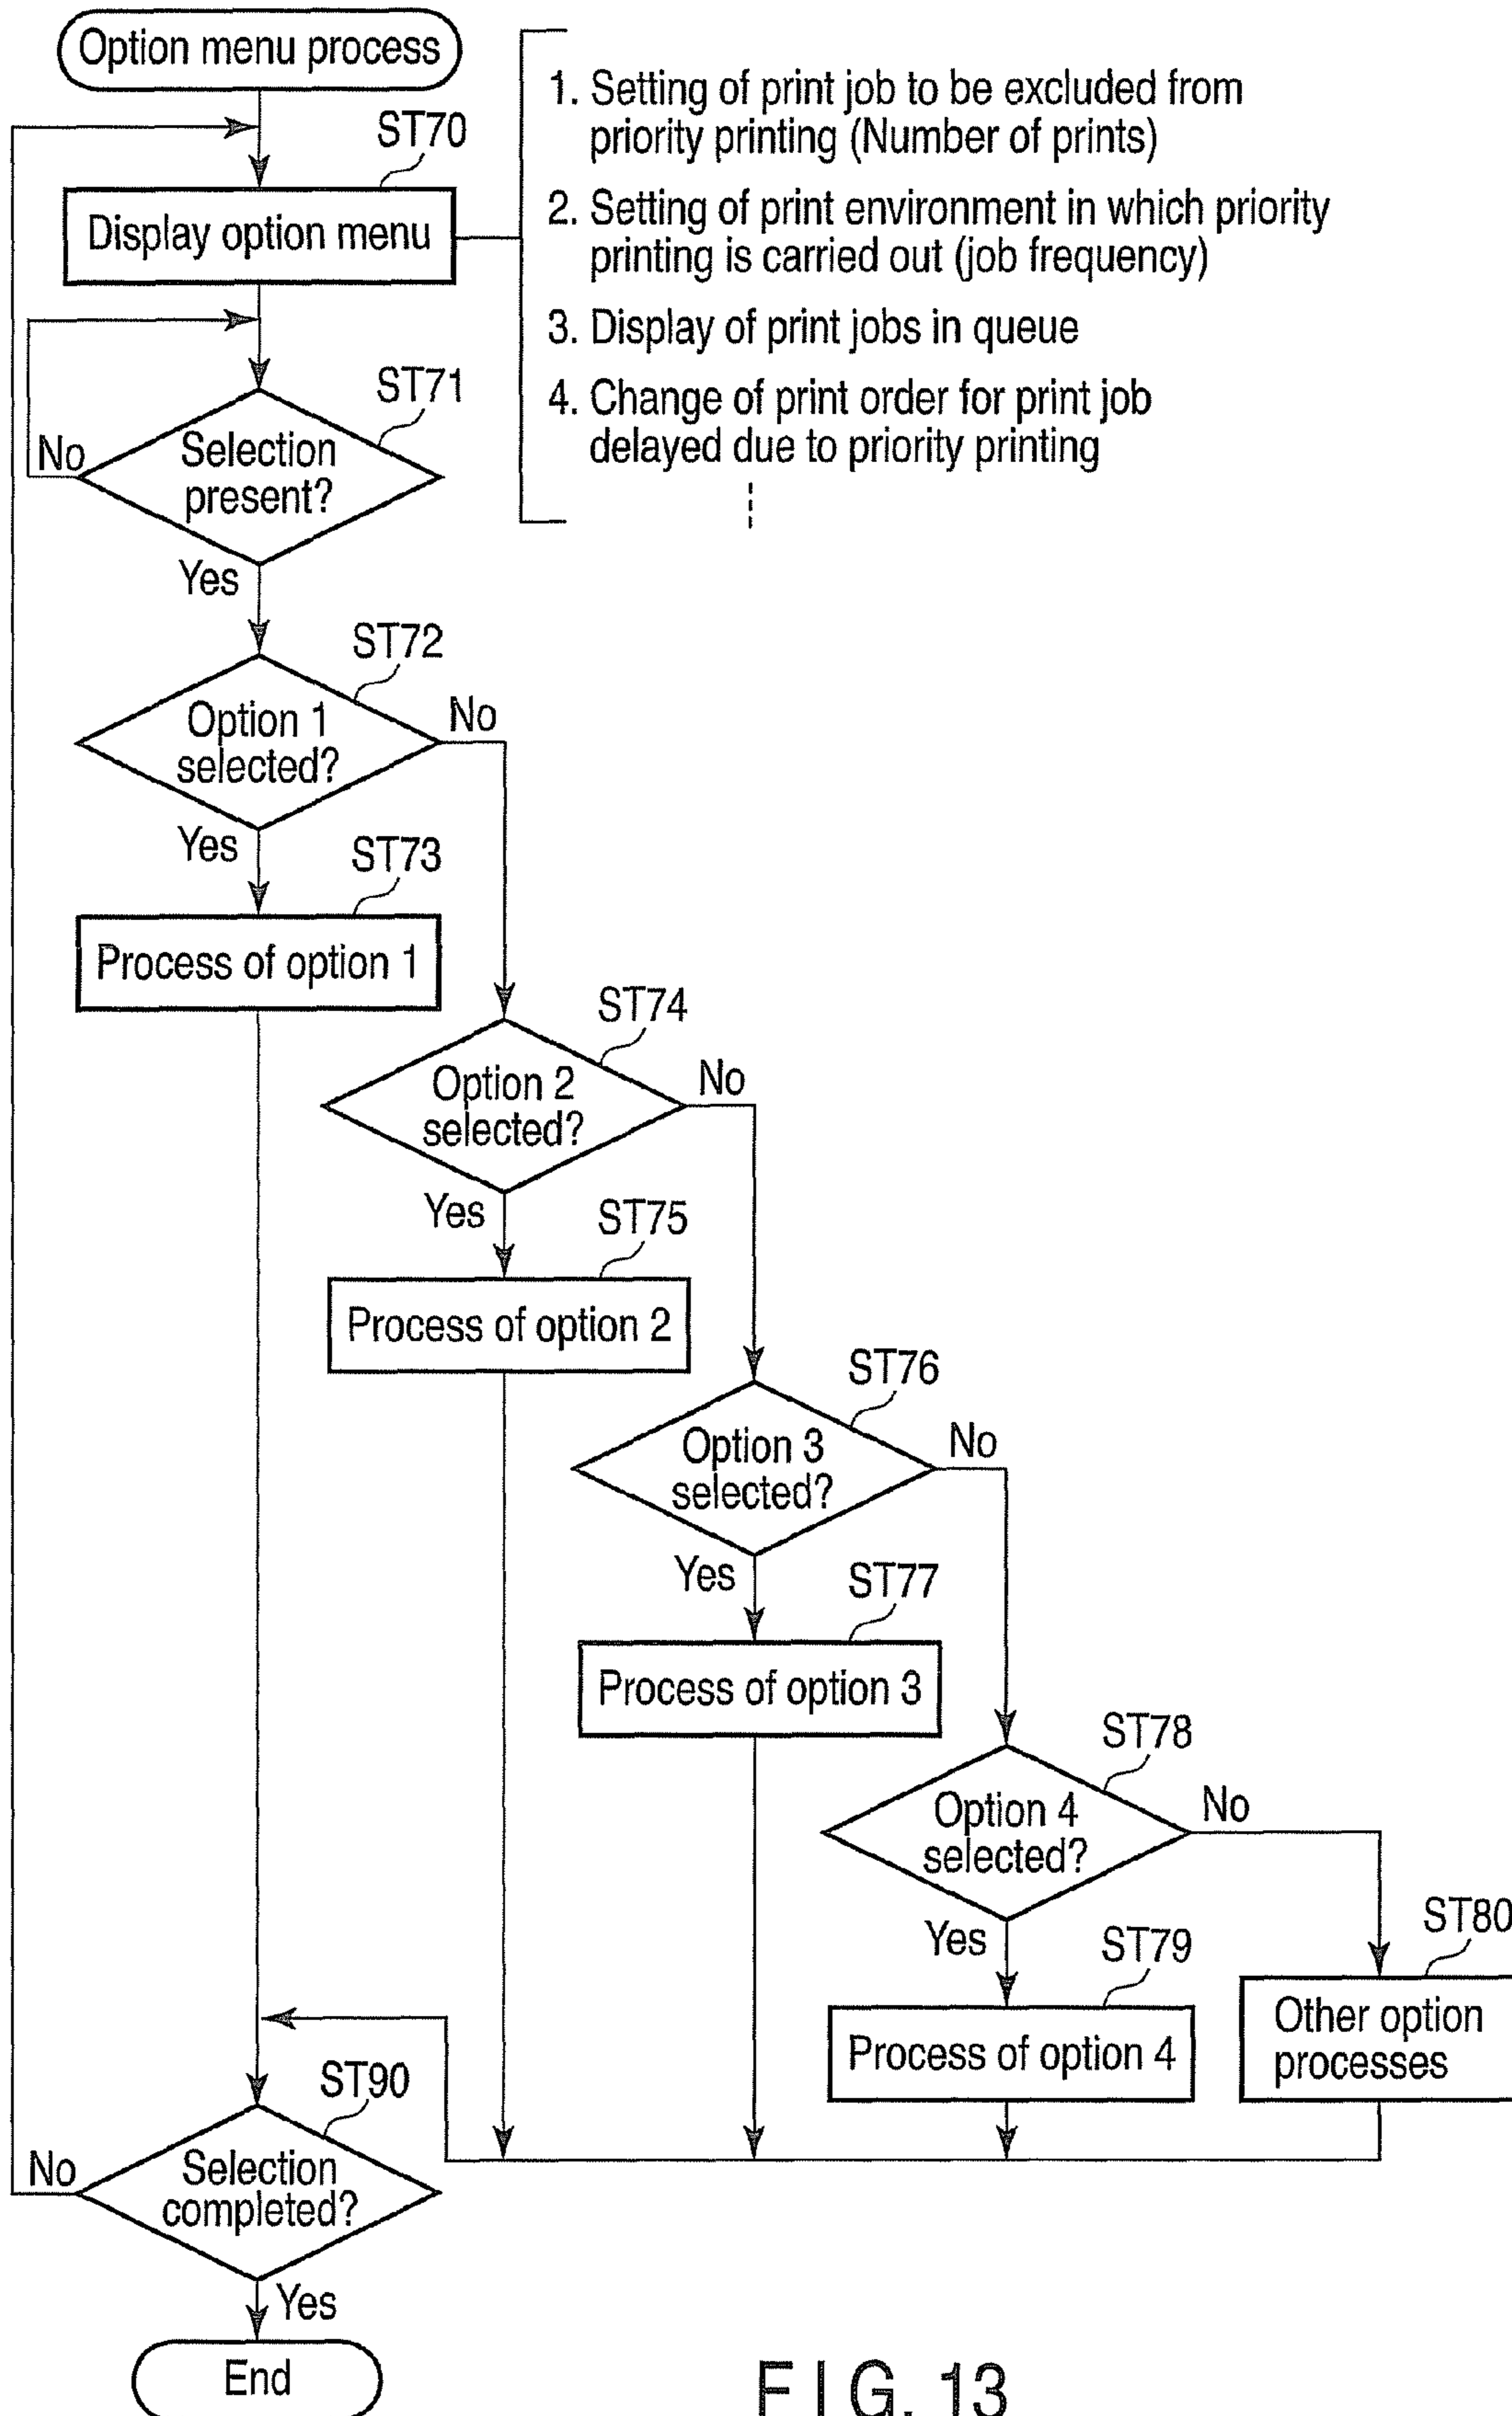 Option menu process
ST70
Display option menu
1. Setting of print job to be excluded from
priority printing (Number of prints)
2. Setting of print environment in which priority
printing is carried out (job frequency)
3. Display of print jobs in queue
4. Change of print order for print job
delayed due to priority printing
ST71
No
Selection
present?
Yes
ST72
Option 1
selected?
No
Yes
ST73
Process of option 1
ST74
Option 2
selected?
No
Yes
ST75
Process of option 2
ST76
Option 3
selected?
No
Yes
ST77
Process of option 3
ST78
Option 4
selected?
No
Yes
ST79
Process of option 4
ST80
Other option
processes
ST90
No
Selection
completed?
Yes
End
FIG. 13